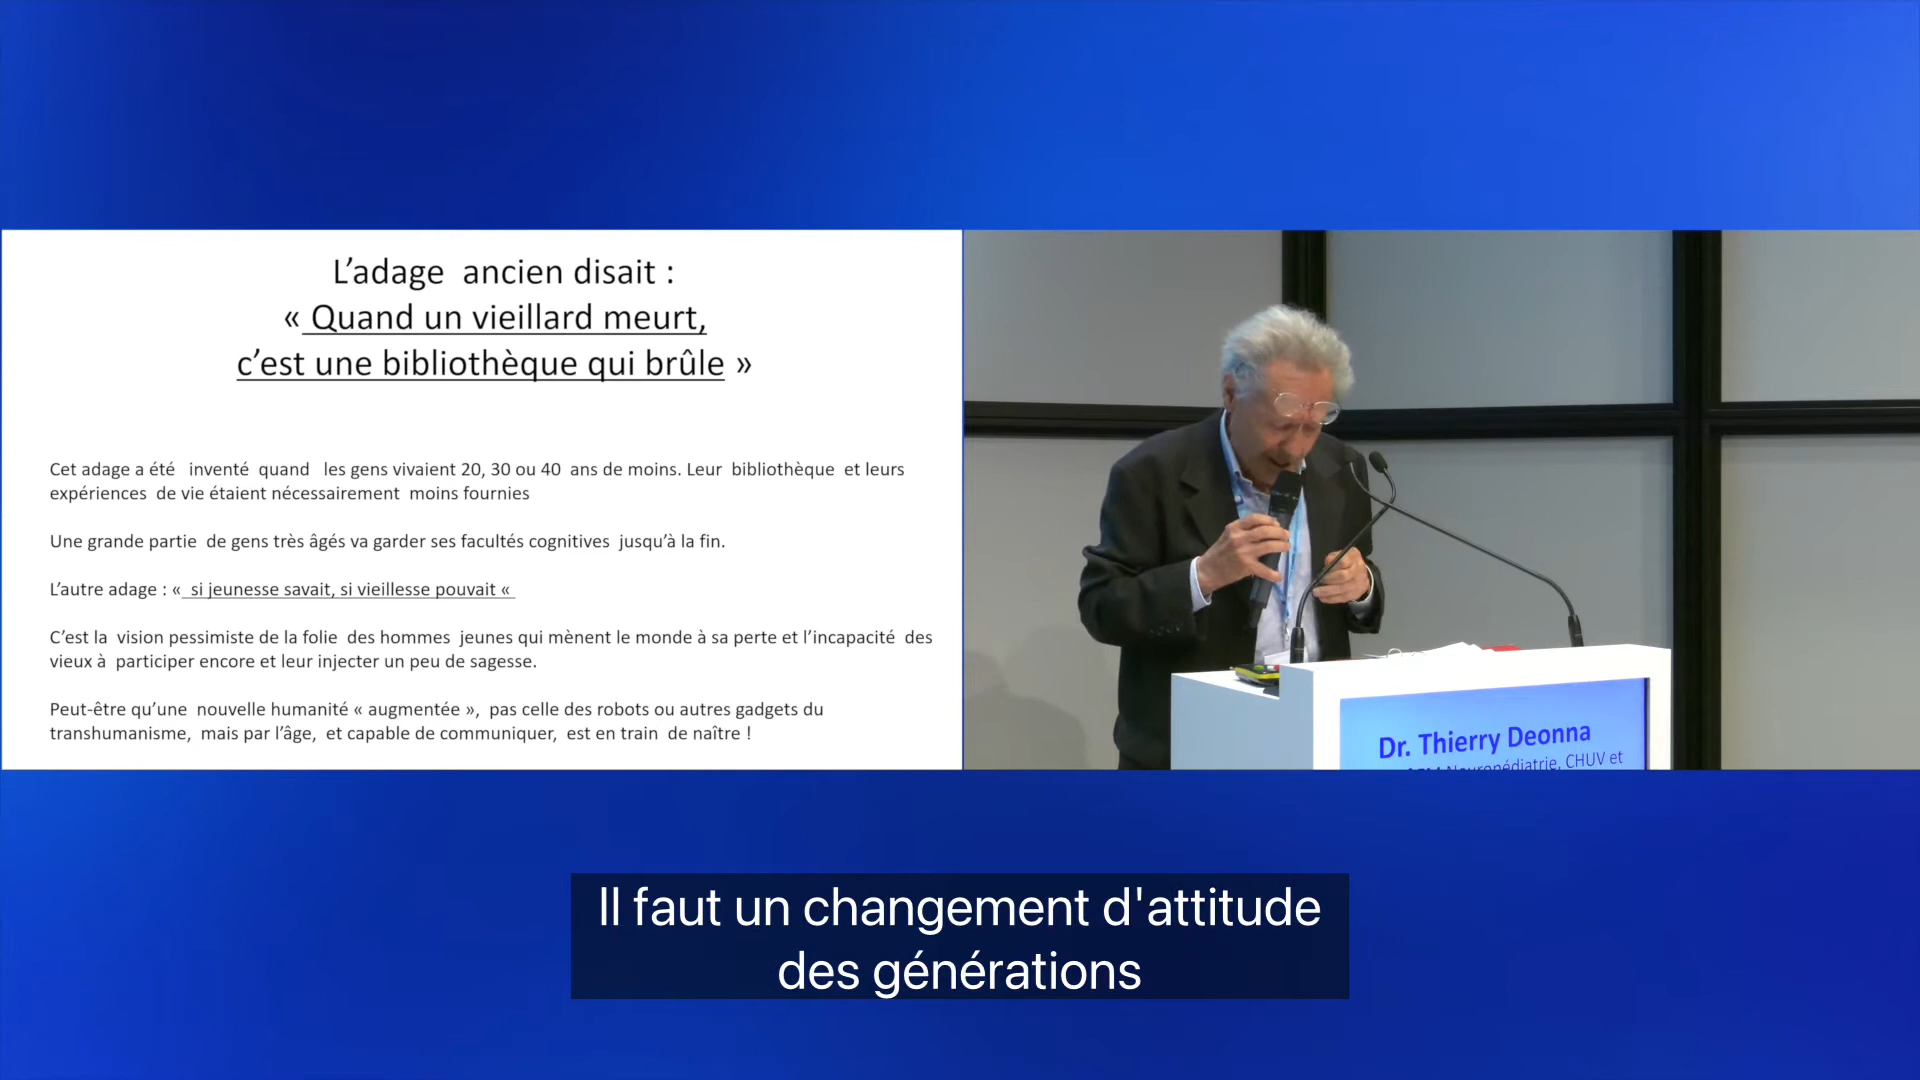 L’adage ancien disait :
« Quand un vieillard meurt,
c’est une bibliothèque qui brûle »
Cet adage a été inventé quand les gens vivaient 20, 30 ou 40 ans de moins. Leur bibliothèque et leurs
expériences de vie étaient nécessairement moins fournies
Une grande partie de gens très âgés va garder ses facultés cognitives jusqu’à la fin.
L’autre adage : « si jeunesse savait, si vieillesse pouvait «
C’est la vision pessimiste de la folie des hommes jeunes qui mènent le monde à sa perte et l’incapacité des
vieux à participer encore et leur injecter un peu de sagesse.
Peut-être qu’une nouvelle humanité « augmentée », pas celle des robots ou autres gadgets du
transhumanisme, mais par l’âge, et capable de communiquer, est en train de naître !
Dr. Thierry Deonna
Neuropédiatrie, CHUV et
Il faut un changement d'attitude
des générations